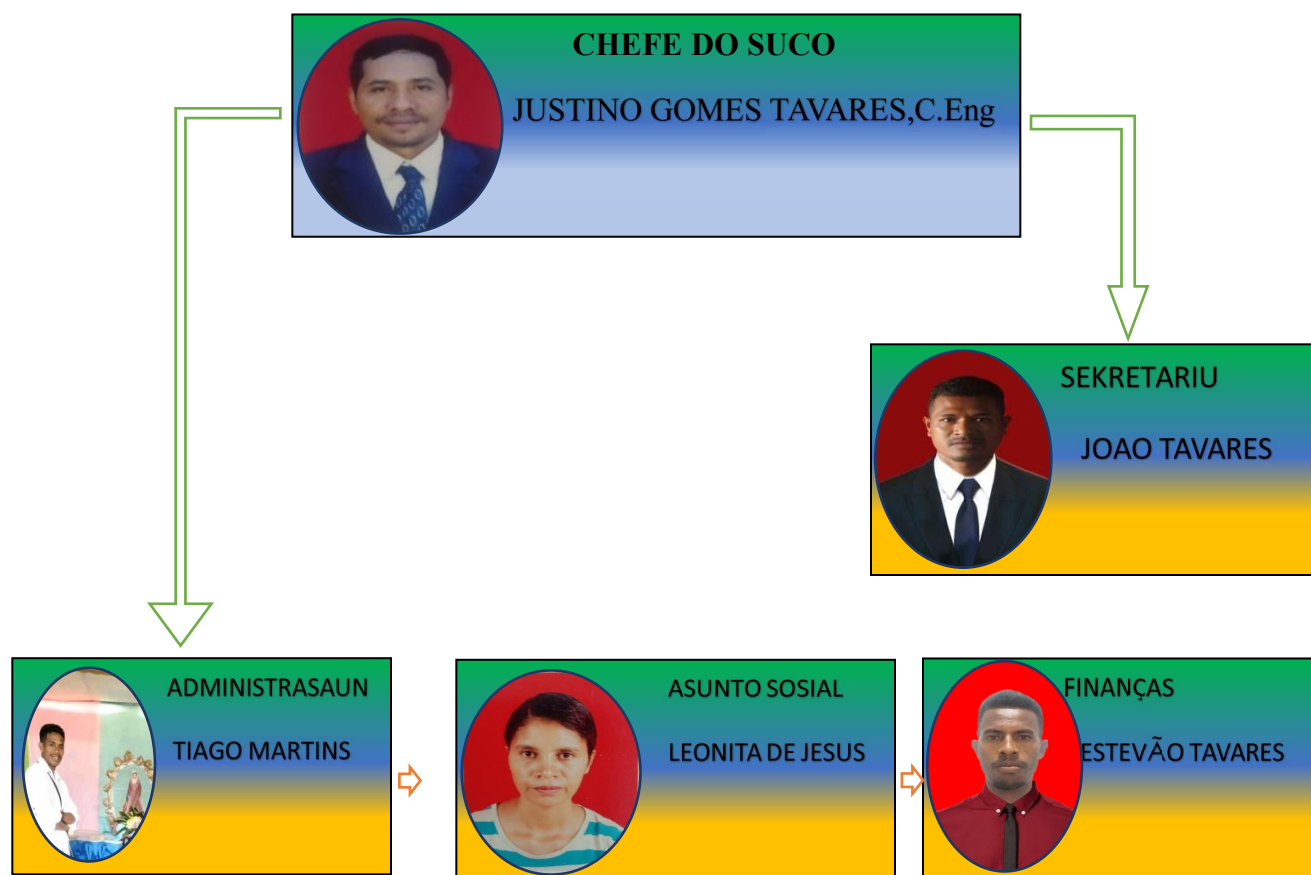 CHEFE DO SUCO
JUSTINO GOMES TAVARES,C.Eng
SEKRETARIU
JOAO TAVARES
ADMINISTRASAUN
TIAGO MARTINS
ASUNTO SOSIAL
LEONITA DE JESUS
FINANÇAS
ESTEVÃO TAVARES